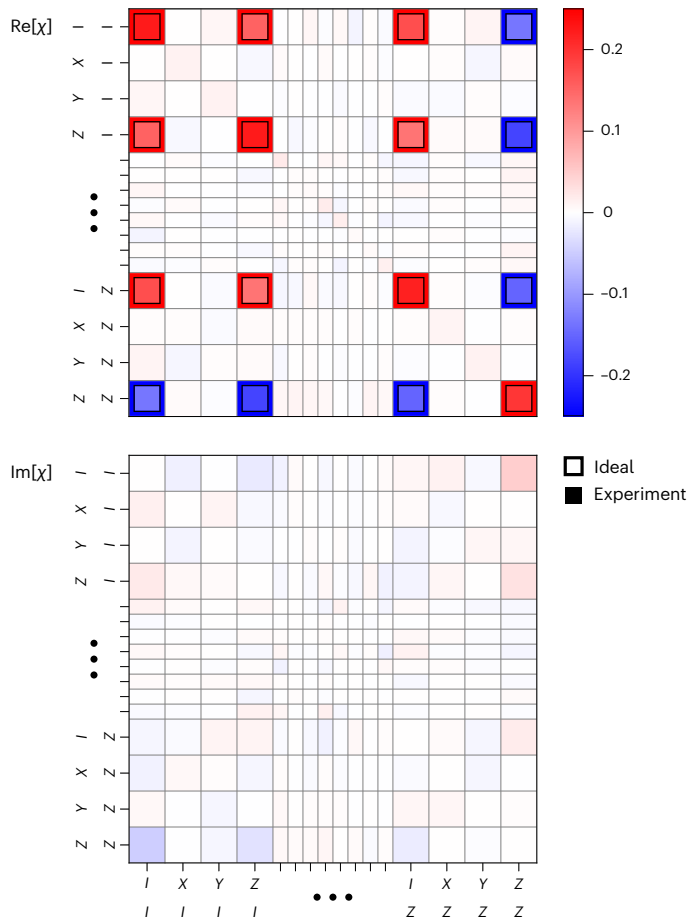 Re[χ]
I I
X I
Y I
Z I
I Z
X Z
Y Z
Z Z
0.2
0.1
0
–0.1
–0.2
Im[χ]
I I
X I
Y I
Z I
I Z
X Z
Y Z
Z Z
Ideal
Experiment
I X Y Z I X Y Z
I I I I Z Z Z Z